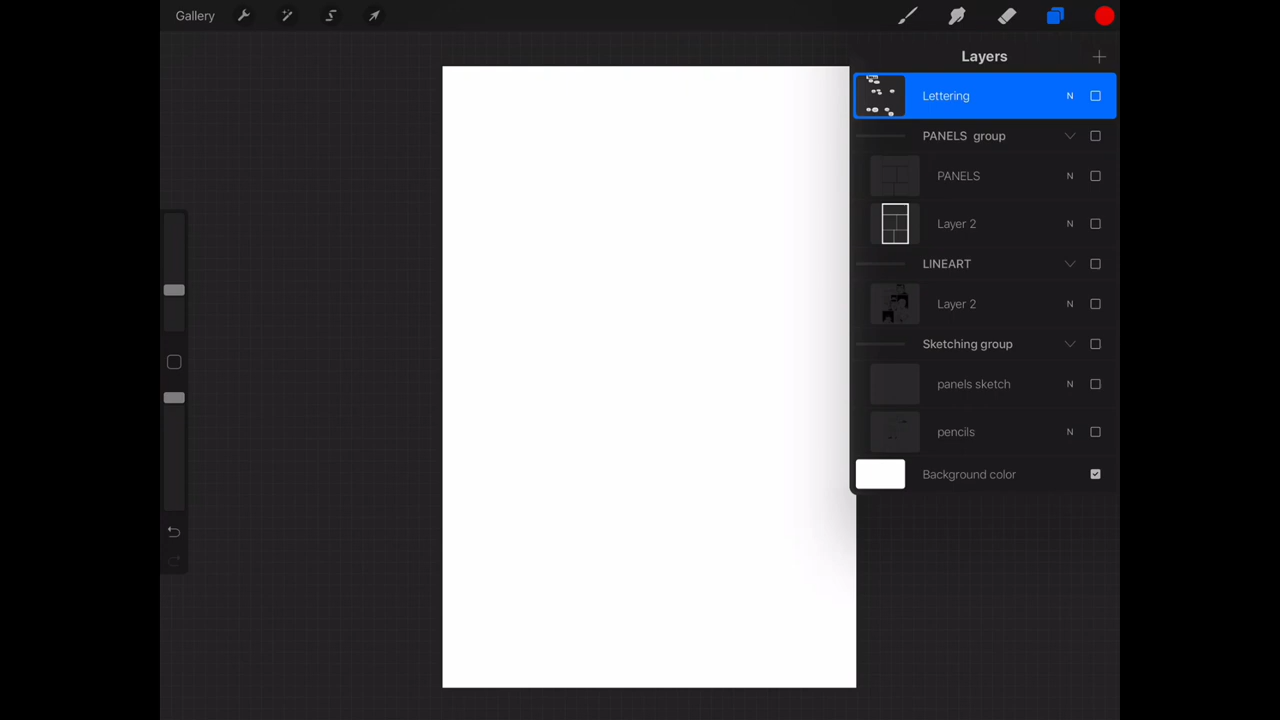 Gallery
Layers
Lettering N
PANELS group
PANELS N
Layer 2 N
LINEART
Layer 2 N
Sketching group
panels sketch N
pencils N
Background color